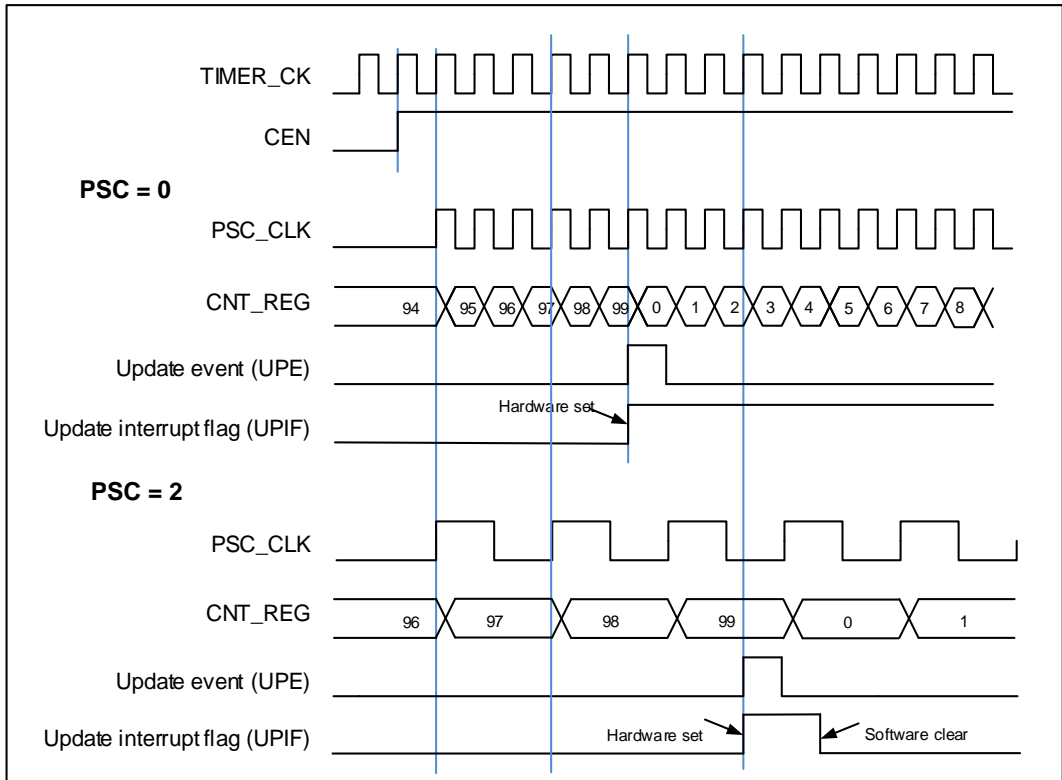 TIMER_CK
CEN
PSC = 0
PSC_CLK
CNT_REG 94 95 96 97 98 99 0 1 2 3 4 5 6 7 8
Update event (UPE)
Hardware set
Update interrupt flag (UPIF)
PSC = 2
PSC_CLK
CNT_REG 96 97 98 99 0 1
Update event (UPE)
Update interrupt flag (UPIF) Hardware set Software clear